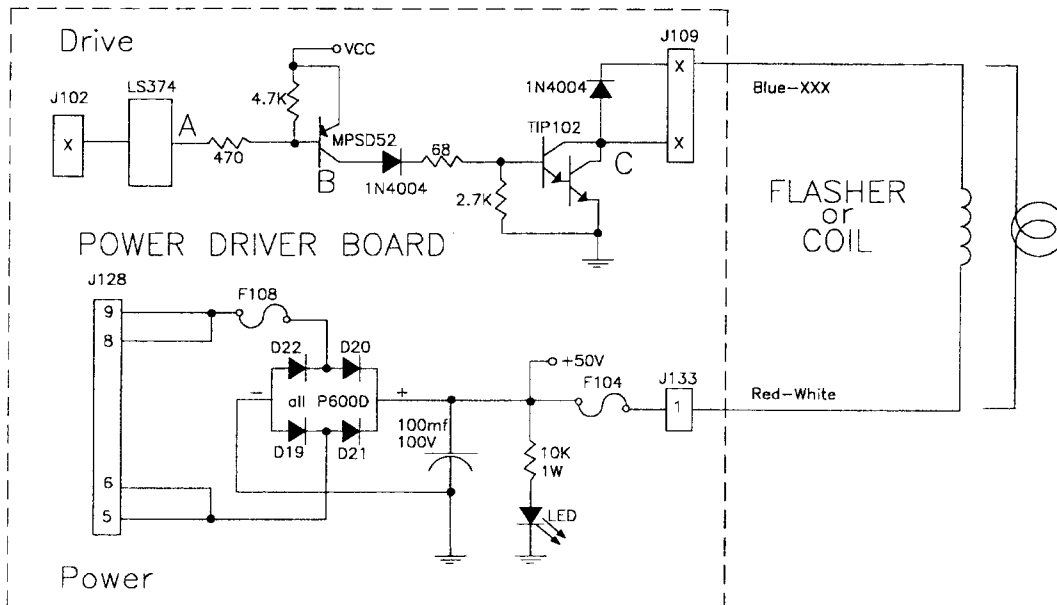 Drive
J109
VCC
LS374
J102
4.7K
1N4004
Blue-XXX
X
A
TIP102
MPSD52
X
X
470
68
B
1N4004
C
2.7K
FLASHER
or
COIL
POWER DRIVER BOARD
J128
F108
9
8
D22
D20
+50V
F104
J133
-
all P600D
+
Red-White
1
100mf
100V
D19
D21
10K
1W
6
LED
5
Power